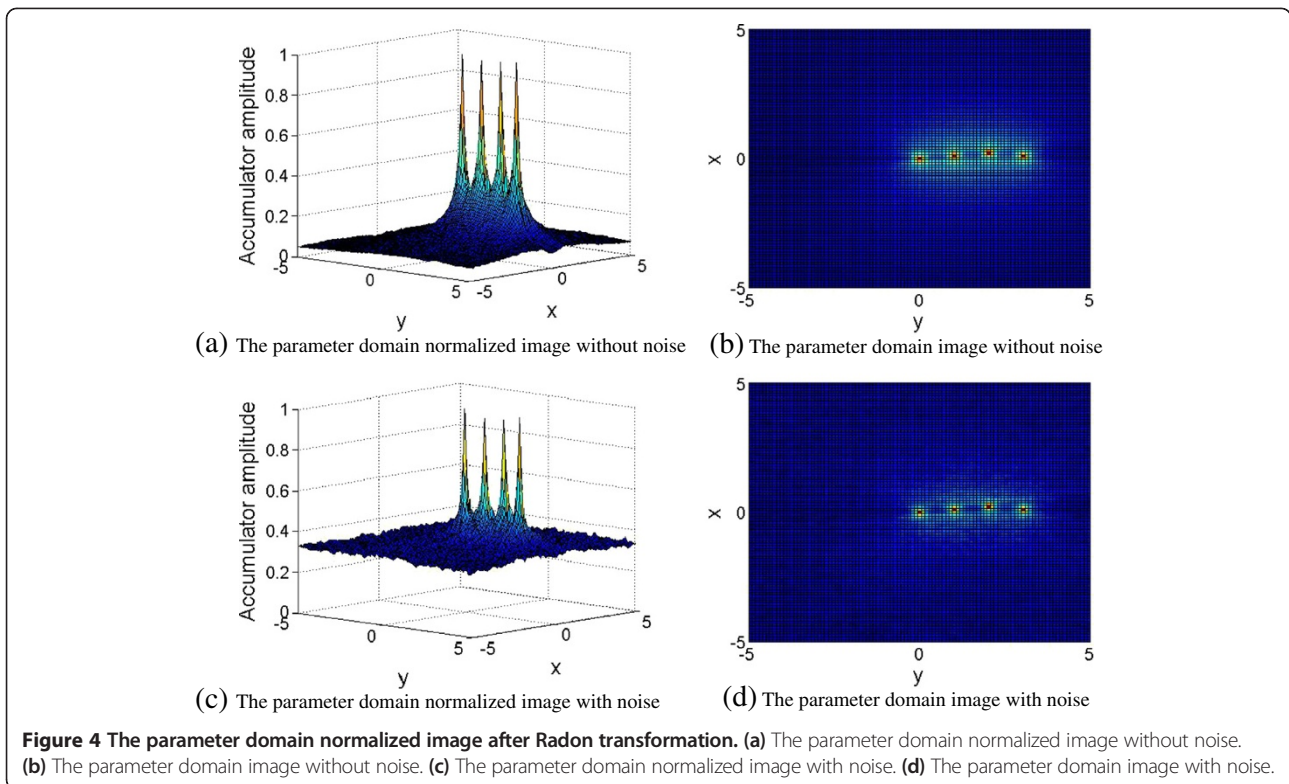 1
0.8
0.6
0.4
0.2
0
-5
0
5
-5
0
5
Accumulator amplitude
y
x
(a) The parameter domain normalized image without noise
5
0
-5
-5
0
5
x
y
(b) The parameter domain image without noise
1
0.8
0.6
0.4
0.2
0
-5
0
5
-5
0
5
Accumulator amplitude
y
x
(c) The parameter domain normalized image with noise
5
0
-5
-5
0
5
x
y
(d) The parameter domain image with noise
Figure 4 The parameter domain normalized image after Radon transformation. (a) The parameter domain normalized image without noise.
(b) The parameter domain image without noise. (c) The parameter domain normalized image with noise. (d) The parameter domain image with noise.